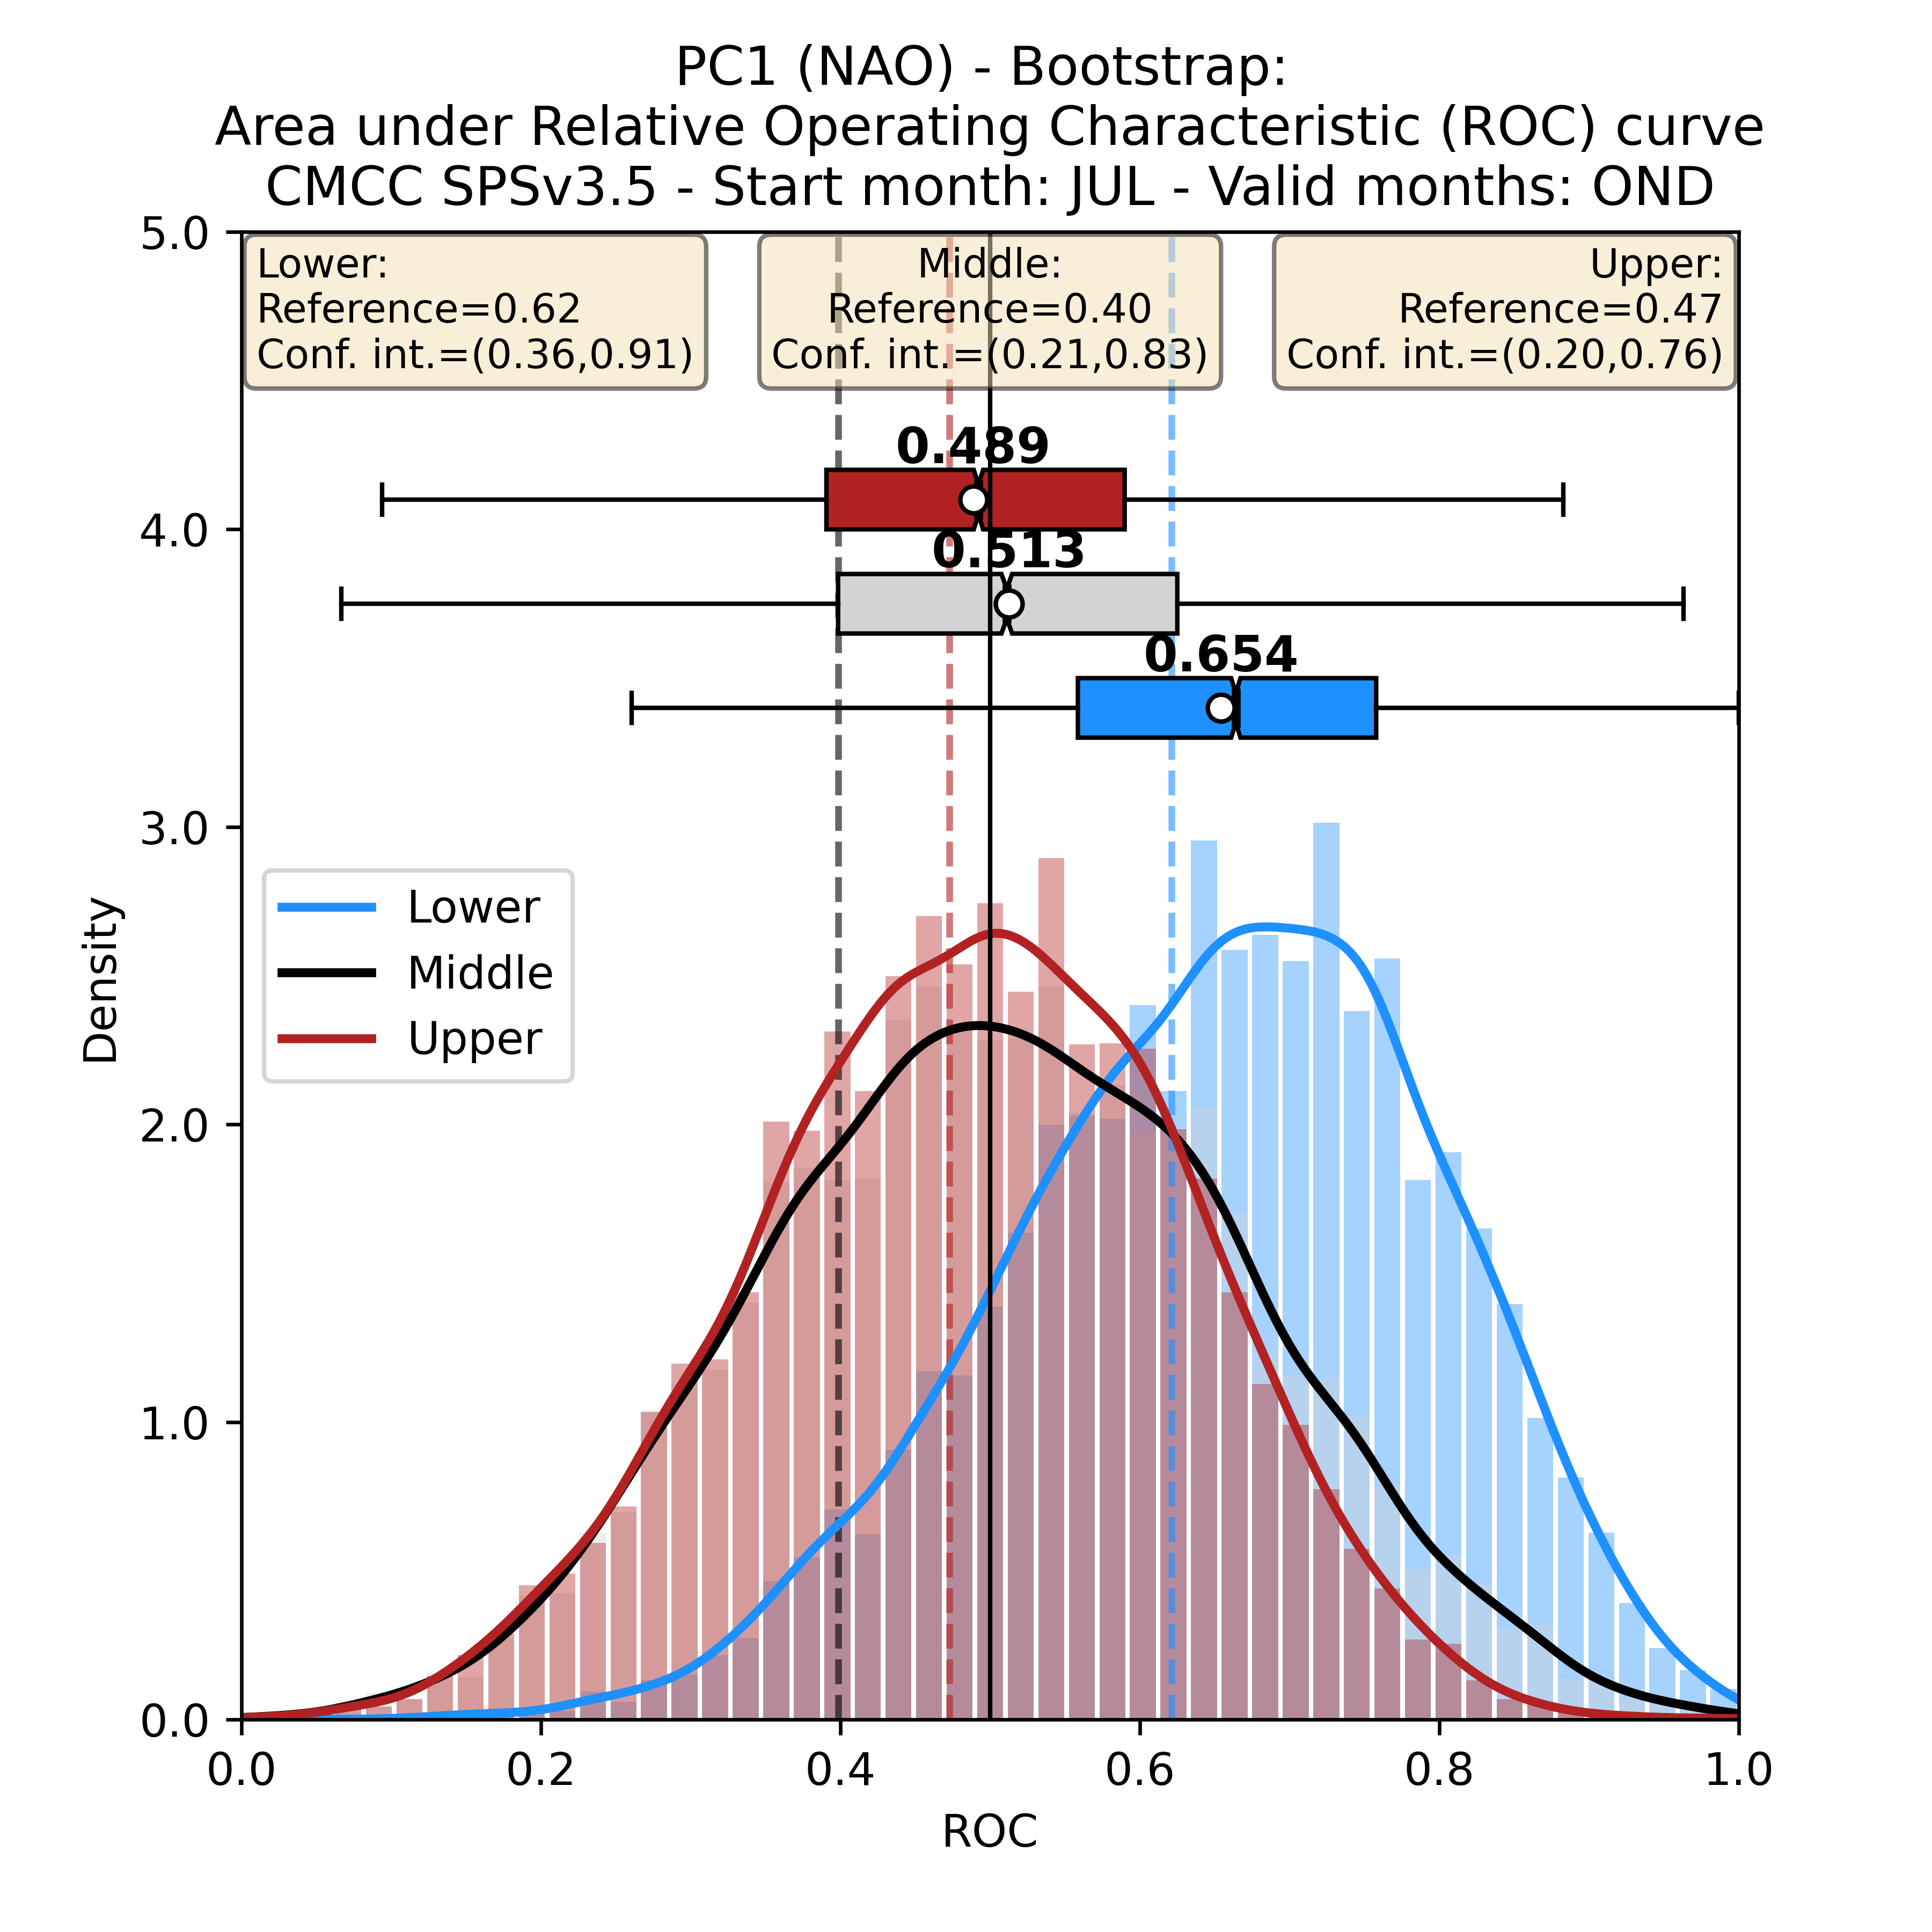 PC1 (NAO) - Bootstrap:
Area under Relative Operating Characteristic (ROC) curve
CMCC SPSv3.5 - Start month: JUL - Valid months: OND
Lower:
Reference=0.62
Conf. int.=(0.36,0.91)
Middle:
Reference=0.40
Conf. int.=(0.21,0.83)
Upper:
Reference=0.47
Conf. int.=(0.20,0.76)
0.489
0.513
0.654
5.0
4.0
3.0
2.0
1.0
0.0
Density
Lower
Middle
Upper
0.0
0.2
0.4
0.6
0.8
1.0
ROC